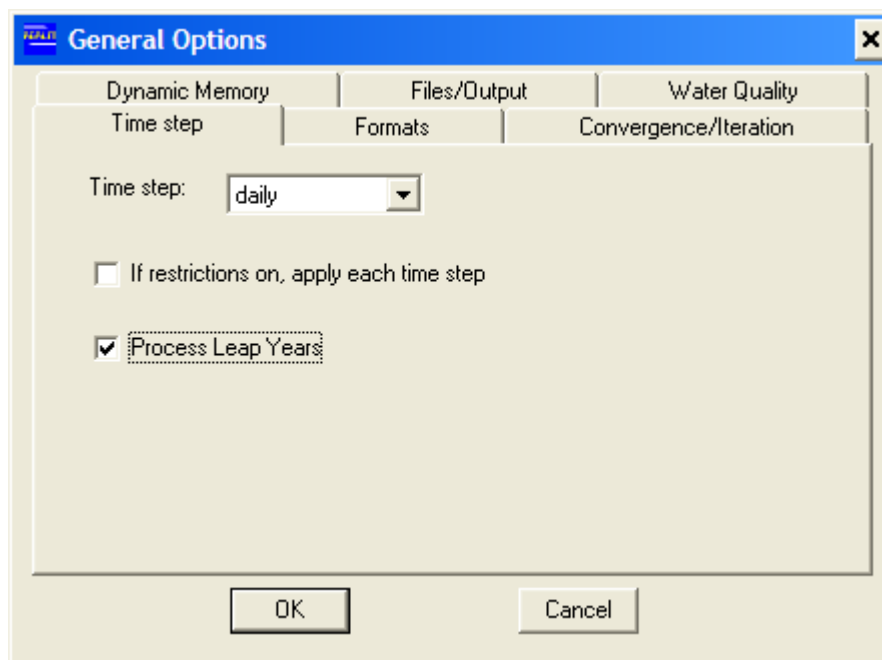 General Options
Dynamic Memory Files/Output Water Quality
Time step Formats Convergence/Iteration
Time step: daily
If restrictions on, apply each time step
Process Leap Years
OK Cancel